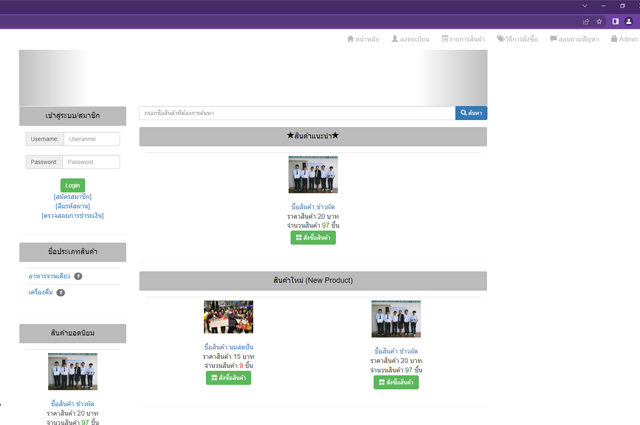 หน้าหลัก ลงทะเบียน รายการสินค้า วิธีการสั่งซื้อ สอบถามปัญหา Admin
เข้าสู่ระบบ/สมาชิก
Username: Username
Password: Password
Login
[สมัครสมาชิก]
[ลืมรหัสผ่าน]
[ตรวจสอบการชำระเงิน]
ชื่อประเภทสินค้า
อาหารจานเดียว 1
เครื่องดื่ม 1
สินค้ายอดนิยม
ชื่อสินค้า ข้าวผัด
ราคาสินค้า 20 บาท
จำนวนสินค้า 97 ชิ้น
กรอกชื่อสินค้าที่ต้องการค้นหา ค้นหา
★สินค้าแนะนำ★
ชื่อสินค้า ข้าวผัด
ราคาสินค้า 20 บาท
จำนวนสินค้า 97 ชิ้น
สั่งซื้อสินค้า
สินค้าใหม่ (New Product)
ชื่อสินค้า นมสดปั่น
ราคาสินค้า 15 บาท
จำนวนสินค้า 9 ชิ้น
สั่งซื้อสินค้า
ชื่อสินค้า ข้าวผัด
ราคาสินค้า 20 บาท
จำนวนสินค้า 97 ชิ้น
สั่งซื้อสินค้า